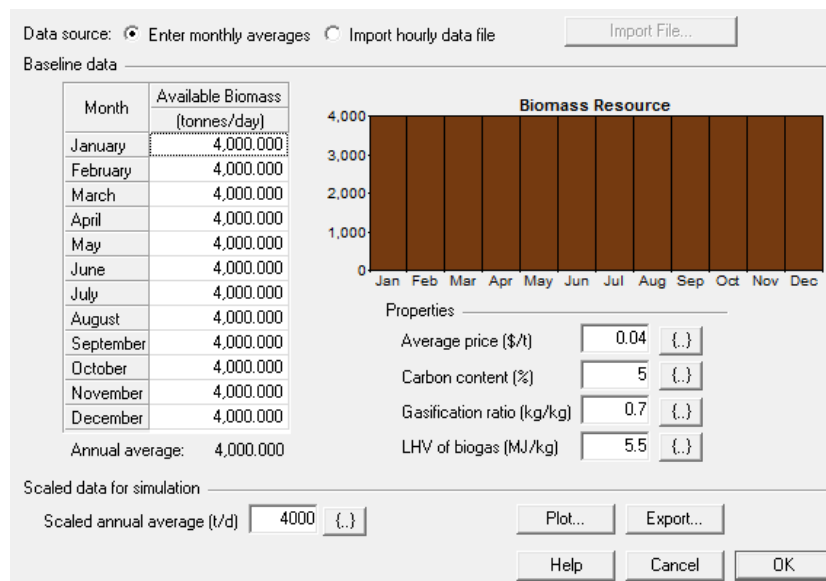 Data source: Enter monthly averages Import hourly data file Import File...
Baseline data
Month Available Biomass
(tonnes/day)
January 4,000.000
February 4,000.000
March 4,000.000
April 4,000.000
May 4,000.000
June 4,000.000
July 4,000.000
August 4,000.000
September 4,000.000
October 4,000.000
November 4,000.000
December 4,000.000
Annual average: 4,000.000
Biomass Resource
4,000
3,000
2,000
1,000
0
Jan Feb Mar Apr May Jun Jul Aug Sep Oct Nov Dec
Properties
Average price ($/t) 0.04 {..}
Carbon content (%) 5 {..}
Gasification ratio (kg/kg) 0.7 {..}
LHV of biogas (MJ/kg) 5.5 {..}
Scaled data for simulation
Scaled annual average (t/d) 4000 {..}
Plot... Export...
Help Cancel OK